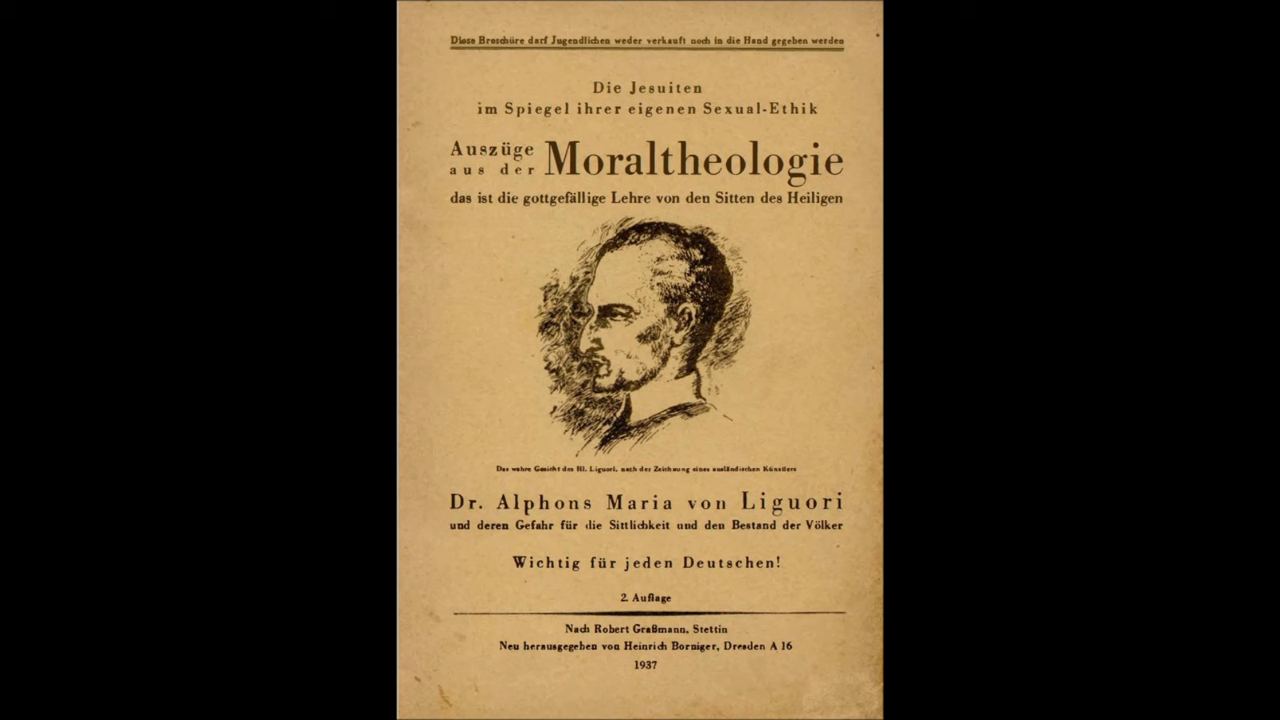 Diese Broschüre darf Jugendlichen weder verkauft noch in die Hand gegeben werden
Die Jesuiten
im Spiegel ihrer eigenen Sexual-Ethik
Auszüge
aus der Moraltheologie
das ist die gottgefällige Lehre von den Sitten des Heiligen
Das wahre Gesicht des Hl. Liguori, nach der Zeichnung eines ausländischen Künstlers
Dr. Alphons Maria von Liguori
und deren Gefahr für die Sittlichkeit und den Bestand der Völker
Wichtig für jeden Deutschen!
2. Auflage
Nach Robert Graßmann, Stettin
Neu herausgegeben von Heinrich Borniger, Dresden A 16
1937